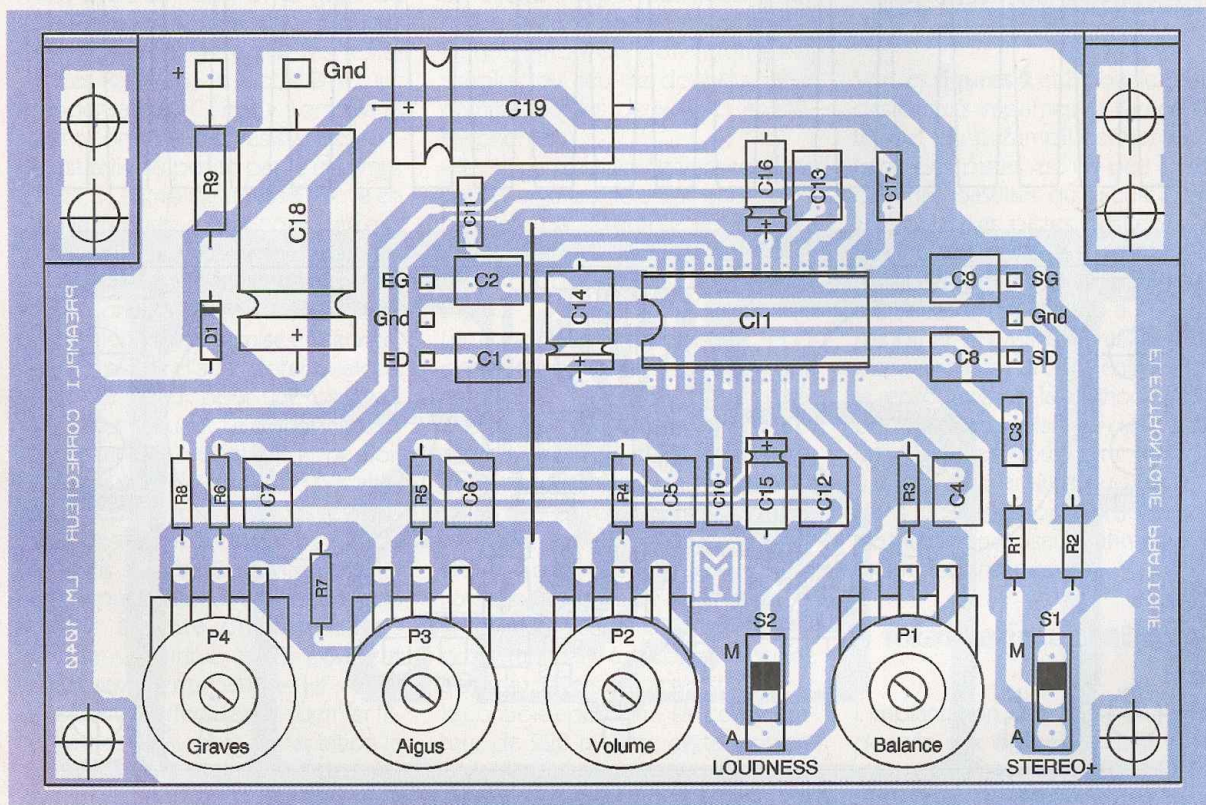 + Gnd
C19
R9
C18
C11
C16
C13
C17
EG C2
C14
CI1
C9 SG
Gnd
Gnd
D1
ED C1
C8 SD
PREAMPLI CORRECTEUR LM 1040
ELECTRONIQUE PRATIQUE
C3
R8
R6
C7
R5
C6
R4
C5
C10
C15
C12
R3
C4
R1
R2
R7
MY
P4
P3
P2
S2
P1
S1
M
M
A
A
Graves
Aigus
Volume
Balance
LOUDNESS
STEREO+